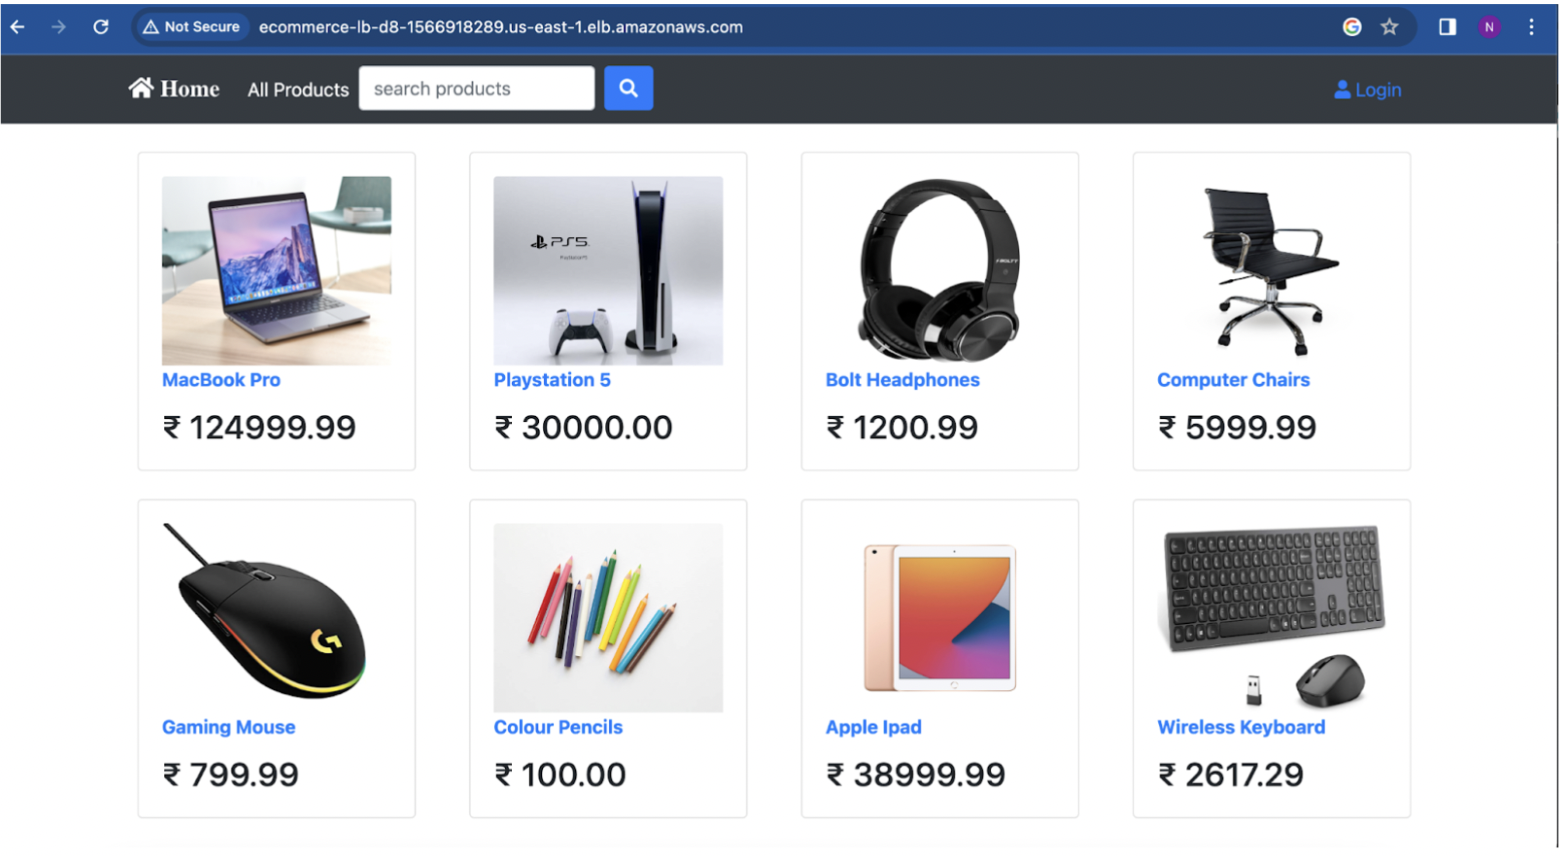 Not Secure ecommerce-lb-d8-1566918289.us-east-1.elb.amazonaws.com N
Home All Products search products Login
PS5
MacBook Pro Playstation 5 Bolt Headphones Computer Chairs
₹ 124999.99 ₹ 30000.00 ₹ 1200.99 ₹ 5999.99
Gaming Mouse Colour Pencils Apple Ipad Wireless Keyboard
₹ 799.99 ₹ 100.00 ₹ 38999.99 ₹ 2617.29